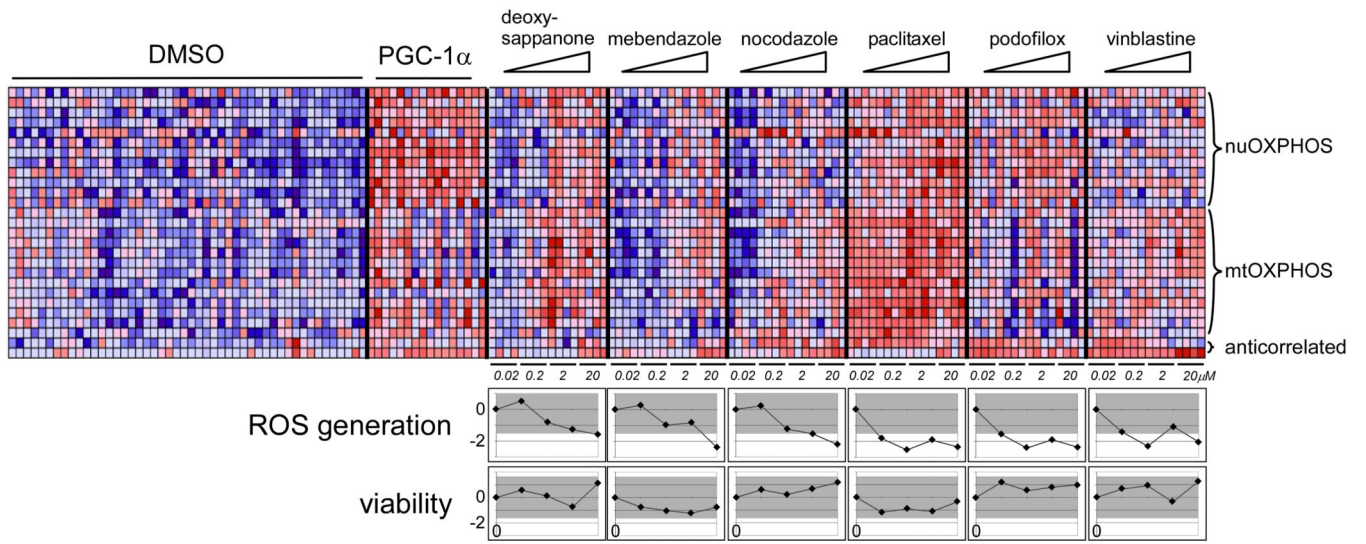 deoxy-
sappanone mebendazole nocodazole paclitaxel podofilox vinblastine
DMSO PGC-1α
nuOXPHOS
mtOXPHOS
anticorrelated
0.02 0.2 2 20 0.02 0.2 2 20 0.02 0.2 2 20 0.02 0.2 2 20 0.02 0.2 2 20 0.02 0.2 2 20μM
ROS generation 0
-2
viability 0
-2
0 0 0 0 0 0